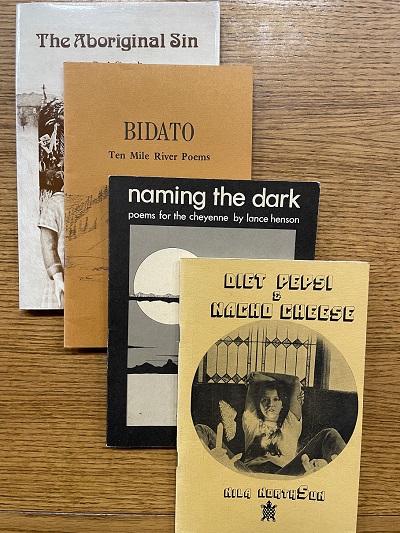 The Aboriginal Sin
BIDATO
Ten Mile River Poems
naming the dark
poems for the cheyenne by lance henson
DIET PEPSI
&
NACHO CHEESE
NILA NORTHSUN